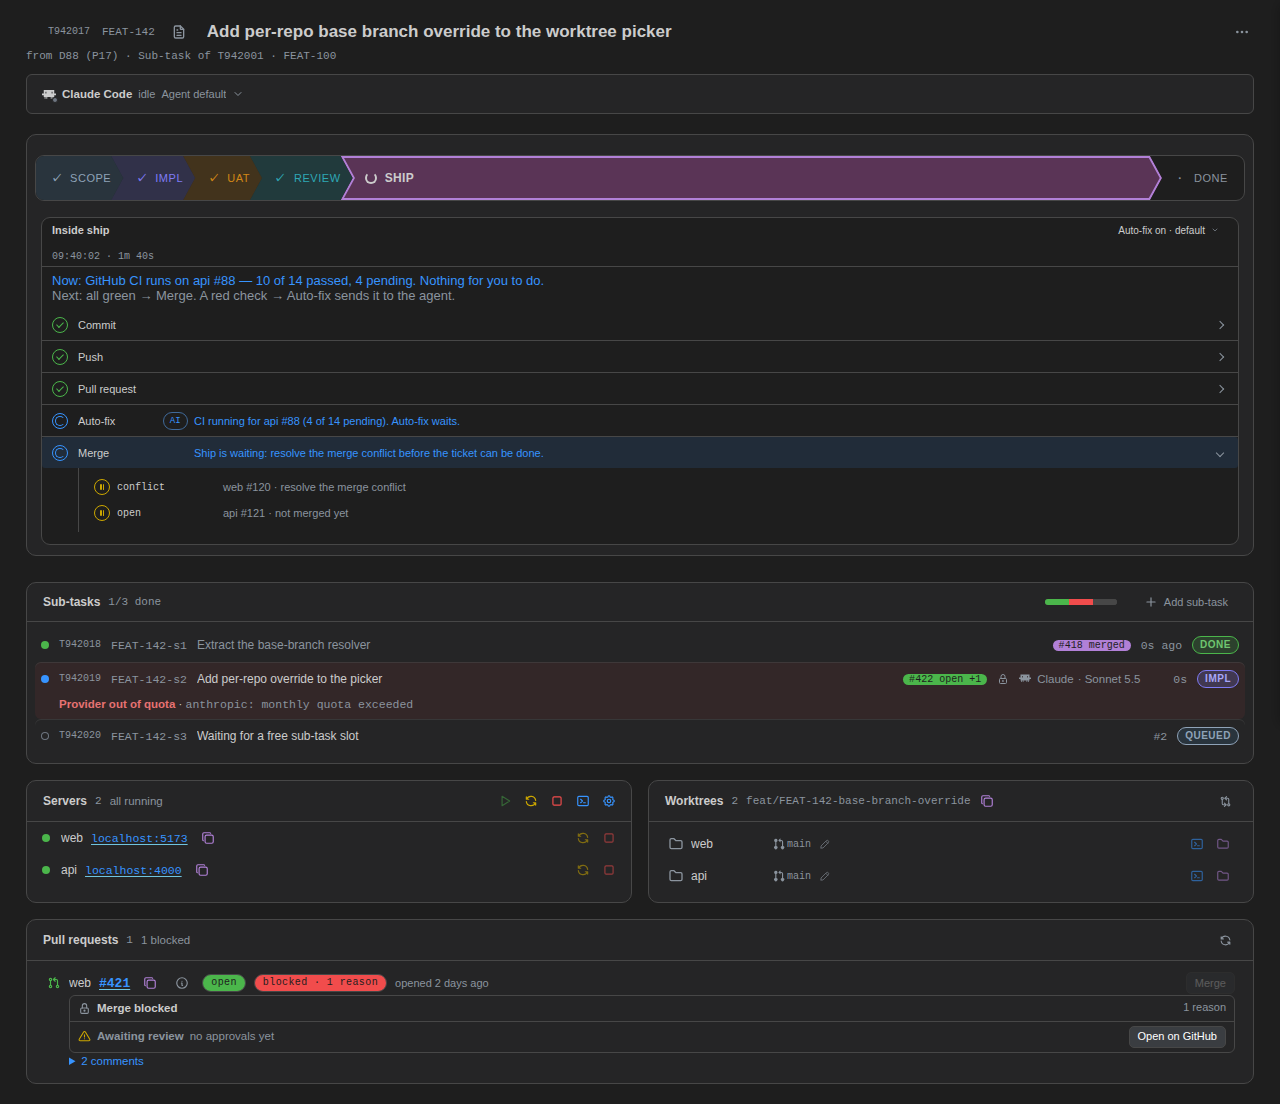 T942017 FEAT-142 Add per-repo base branch override to the worktree picker
from D88 (P17) · Sub-task of T942001 · FEAT-100
Claude Code idle Agent default
SCOPE IMPL UAT REVIEW SHIP · DONE
Inside ship Auto-fix on · default
09:40:02 · 1m 40s
Now: GitHub CI runs on api #88 — 10 of 14 passed, 4 pending. Nothing for you to do.
Next: all green → Merge. A red check → Auto-fix sends it to the agent.
Commit
Push
Pull request
Auto-fix AI CI running for api #88 (4 of 14 pending). Auto-fix waits.
Merge Ship is waiting: resolve the merge conflict before the ticket can be done.
conflict web #120 · resolve the merge conflict
open api #121 · not merged yet
Sub-tasks 1/3 done Add sub-task
T942018 FEAT-142-s1 Extract the base-branch resolver #418 merged 0s ago DONE
T942019 FEAT-142-s2 Add per-repo override to the picker #422 open +1 Claude · Sonnet 5.5 0s IMPL
Provider out of quota · anthropic: monthly quota exceeded
T942020 FEAT-142-s3 Waiting for a free sub-task slot #2 QUEUED
Servers 2 all running
web localhost:5173
api localhost:4000
Worktrees 2 feat/FEAT-142-base-branch-override
web main
api main
Pull requests 1 1 blocked
web #421 open blocked · 1 reason opened 2 days ago Merge
Merge blocked 1 reason
Awaiting review no approvals yet Open on GitHub
2 comments